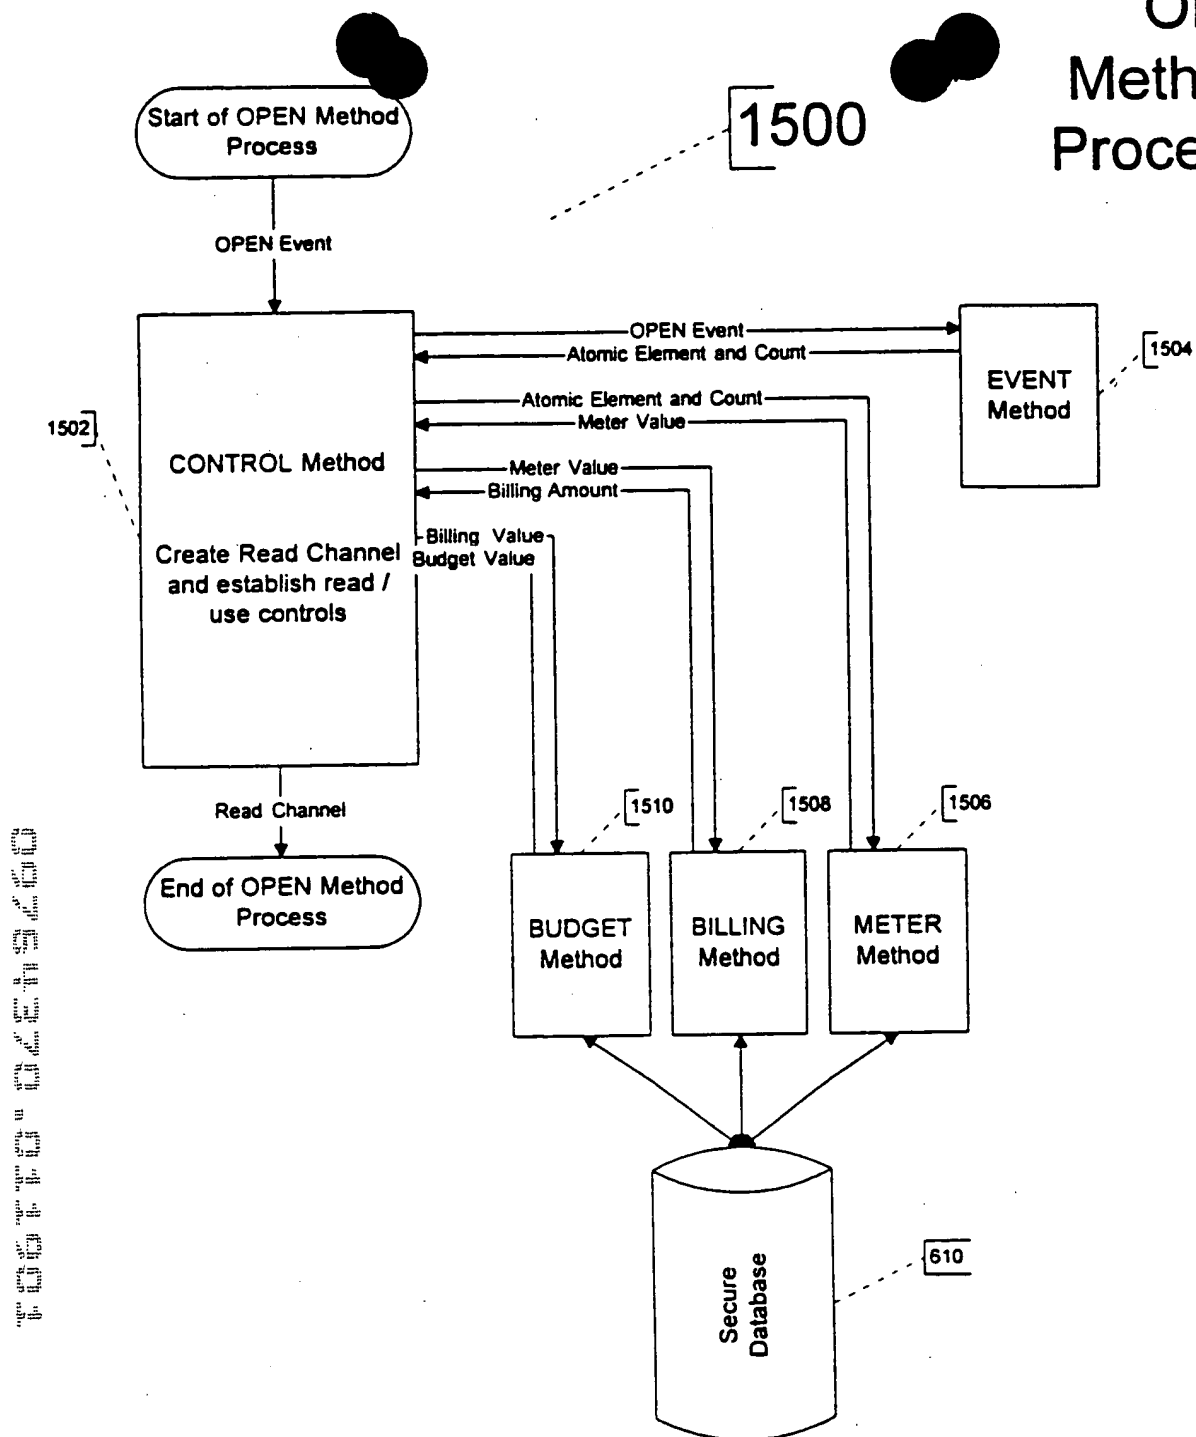 Meth
Proce
1500
Start of OPEN Method
Process
OPEN Event
OPEN Event
Atomic Element and Count
EVENT
Method
1504
Atomic Element and Count
Meter Value
1502
CONTROL Method
Meter Value
Billing Amount
Billing Value
Budget Value
Create Read Channel
and establish read /
use controls
Read Channel
1510
1508
1506
End of OPEN Method
Process
BUDGET
Method
BILLING
Method
METER
Method
Secure
Database
610